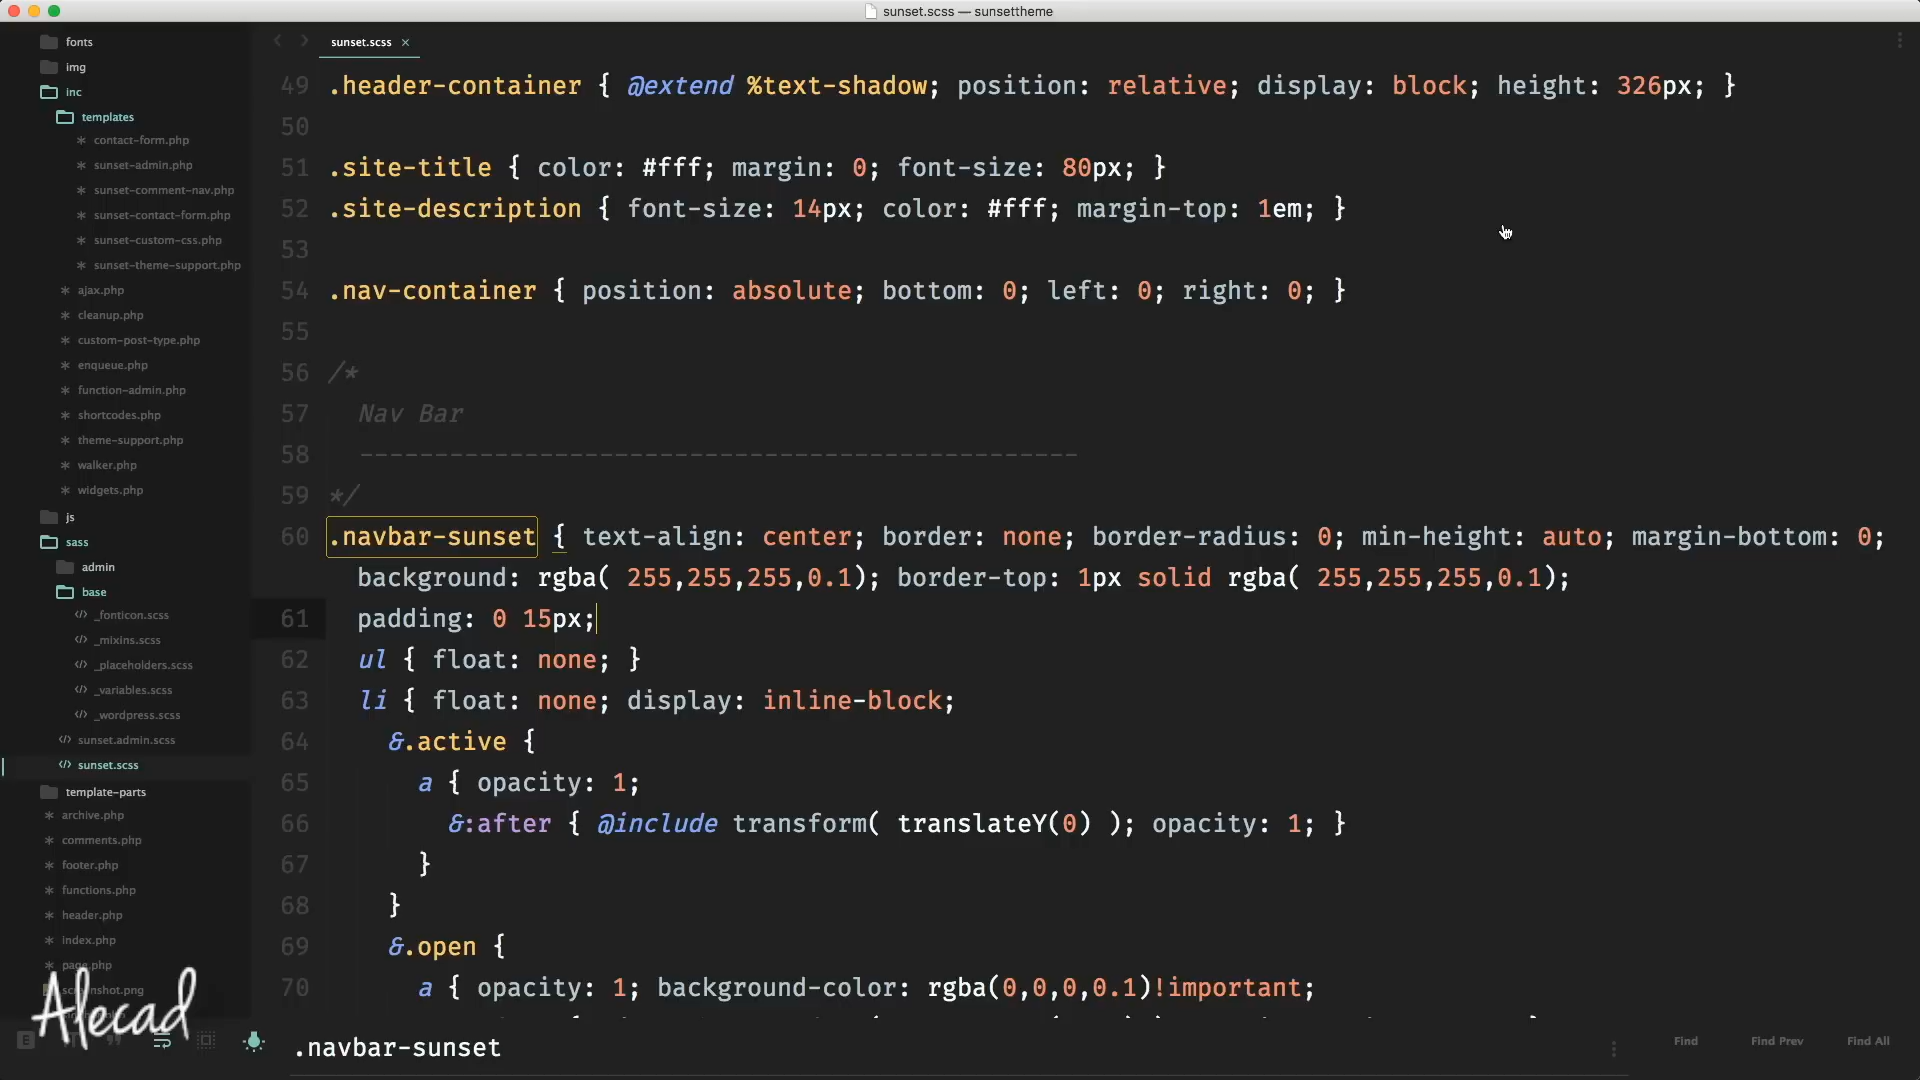 sunset.scss — sunsettheme
fonts
img
inc
templates
contact-form.php
sunset-admin.php
sunset-comment-nav.php
sunset-contact-form.php
sunset-custom-css.php
sunset-theme-support.php
ajax.php
cleanup.php
custom-post-type.php
enqueue.php
function-admin.php
shortcodes.php
theme-support.php
walker.php
widgets.php
js
sass
admin
base
_fonticon.scss
_mixins.scss
_placeholders.scss
_variables.scss
_wordpress.scss
sunset.admin.scss
sunset.scss
template-parts
archive.php
comments.php
footer.php
functions.php
header.php
index.php
page.php
screenshot.png
Alecad
sunset.scss ×
49 .header-container { @extend %text-shadow; position: relative; display: block; height: 326px; }
50
51 .site-title { color: #fff; margin: 0; font-size: 80px; }
52 .site-description { font-size: 14px; color: #fff; margin-top: 1em; }
53
54 .nav-container { position: absolute; bottom: 0; left: 0; right: 0; }
55
56 /*
57 Nav Bar
58 ------------------------------------------------
59 */
60 .navbar-sunset { text-align: center; border: none; border-radius: 0; min-height: auto; margin-bottom: 0;
background: rgba( 255,255,255,0.1); border-top: 1px solid rgba( 255,255,255,0.1);
61 padding: 0 15px;
62 ul { float: none; }
63 li { float: none; display: inline-block;
64 &.active {
65 a { opacity: 1;
66 &:after { @include transform( translateY(0) ); opacity: 1; }
67 }
68 }
69 &.open {
70 a { opacity: 1; background-color: rgba(0,0,0,0.1)!important;
.navbar-sunset
Find
Find Prev
Find All